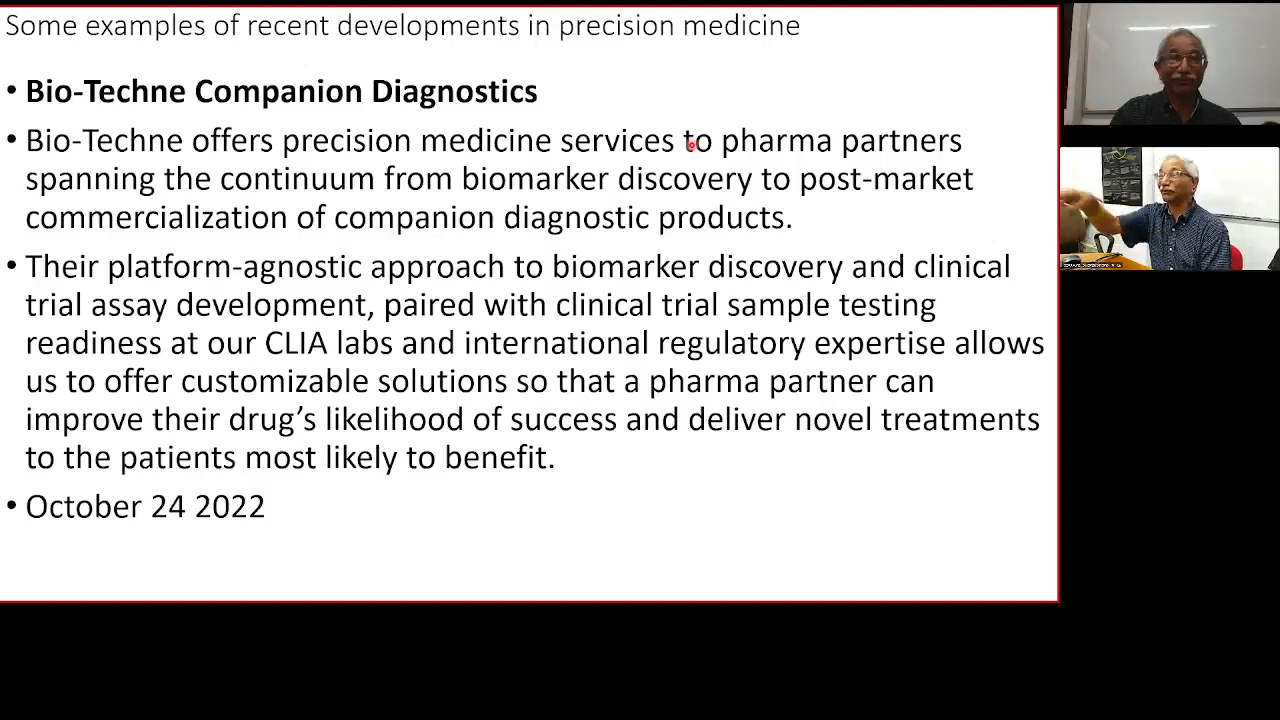 Some examples of recent developments in precision medicine
• Bio-Techne Companion Diagnostics
• Bio-Techne offers precision medicine services to pharma partners
spanning the continuum from biomarker discovery to post-market
commercialization of companion diagnostic products.
• Their platform-agnostic approach to biomarker discovery and clinical
trial assay development, paired with clinical trial sample testing
readiness at our CLIA labs and international regulatory expertise allows
us to offer customizable solutions so that a pharma partner can
improve their drug’s likelihood of success and deliver novel treatments
to the patients most likely to benefit.
• October 24 2022